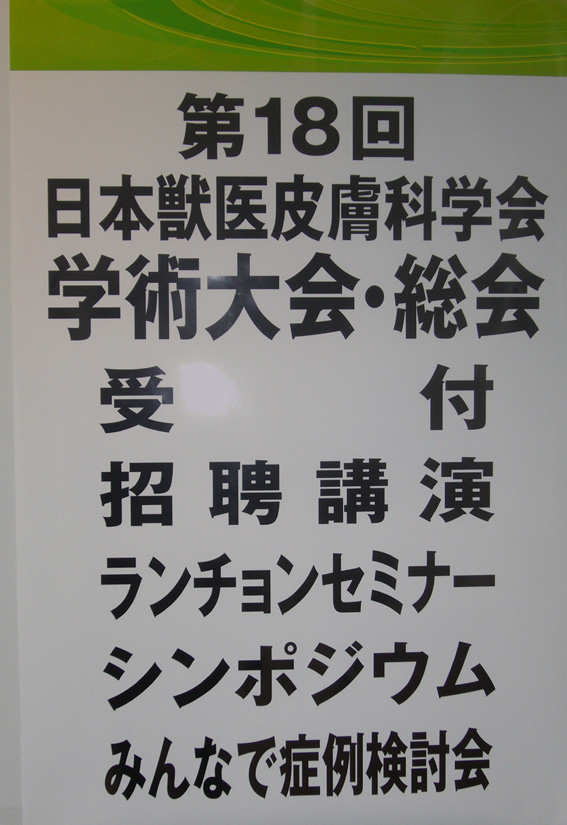 第18回
日本獣医皮膚科学会
学術大会・総会
受付
招聘講演
ランチョンセミナー
シンポジウム
みんなで症例検討会